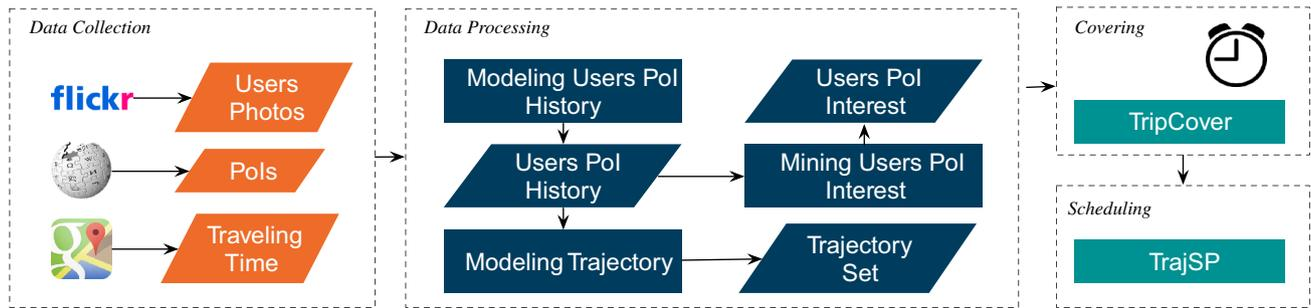 Data Collection
flickr
Users
Photos
PoIs
Traveling
Time
Data Processing
Modeling Users PoI
History
Users PoI
Interest
Users PoI
History
Mining Users PoI
Interest
Modeling Trajectory
Trajectory
Set
Covering
TripCover
Scheduling
TrajSP